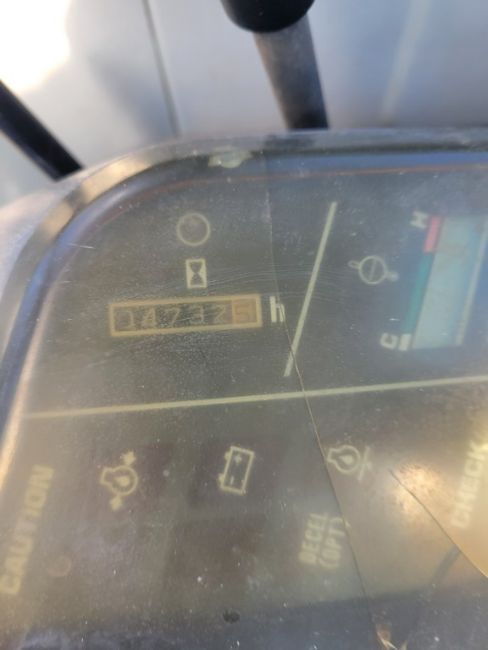 H
147325 h
C
CAUTION
DECEL
(OPT)
CHECK